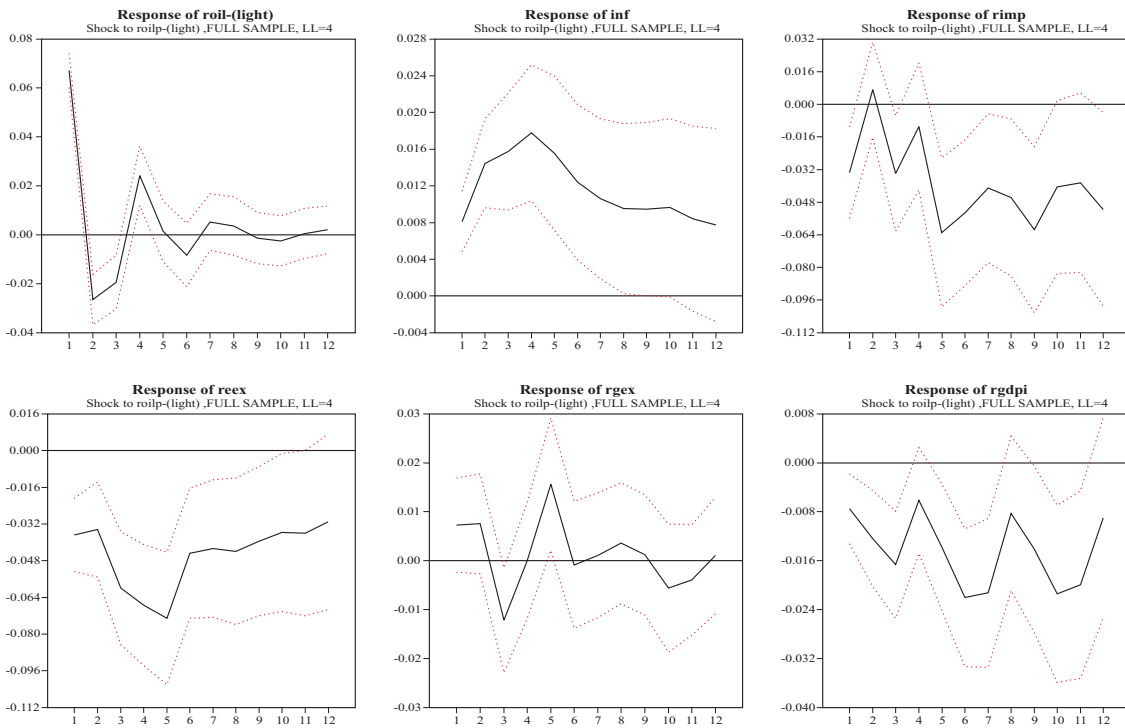 Response of roil-(light)
Shock to roilp-(light) ,FULL SAMPLE, LL=4
0.08
0.06
0.04
0.02
0.00
-0.02
-0.04
1 2 3 4 5 6 7 8 9 10 11 12
Response of inf
Shock to roilp-(light) ,FULL SAMPLE, LL=4
0.028
0.024
0.020
0.016
0.012
0.008
0.004
0.000
-0.004
1 2 3 4 5 6 7 8 9 10 11 12
Response of rimp
Shock to roilp-(light) ,FULL SAMPLE, LL=4
0.032
0.016
0.000
-0.016
-0.032
-0.048
-0.064
-0.080
-0.096
-0.112
1 2 3 4 5 6 7 8 9 10 11 12
Response of reex
Shock to roilp-(light) ,FULL SAMPLE, LL=4
0.016
0.000
-0.016
-0.032
-0.048
-0.064
-0.080
-0.096
-0.112
1 2 3 4 5 6 7 8 9 10 11 12
Response of rgex
Shock to roilp-(light) ,FULL SAMPLE, LL=4
0.03
0.02
0.01
0.00
-0.01
-0.02
-0.03
1 2 3 4 5 6 7 8 9 10 11 12
Response of rgdpi
Shock to roilp-(light) ,FULL SAMPLE, LL=4
0.008
0.000
-0.008
-0.016
-0.024
-0.032
-0.040
1 2 3 4 5 6 7 8 9 10 11 12